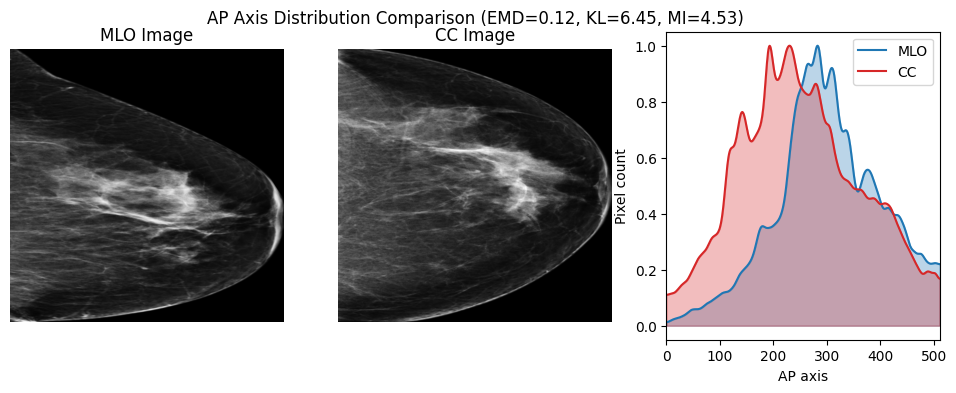 AP Axis Distribution Comparison (EMD=0.12, KL=6.45, MI=4.53)
MLO Image
CC Image
MLO
CC
Pixel count
1.0
0.8
0.6
0.4
0.2
0.0
0 100 200 300 400 500
AP axis